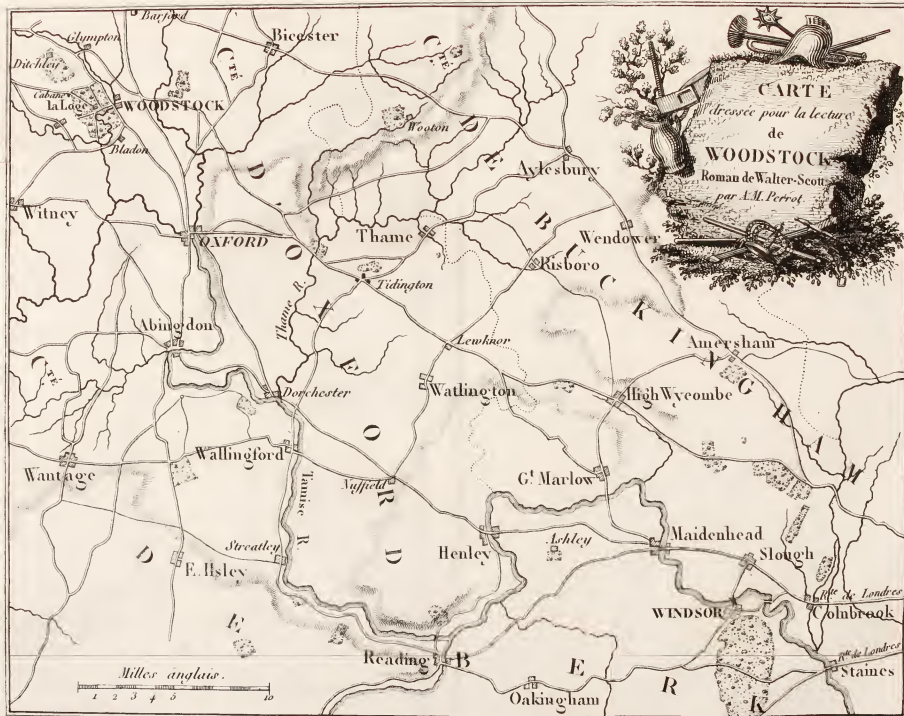 CARTE
dressée pour la lecture
de
WOODSTOCK
Roman de Walter-Scott
par A.M. Perrot
Barford
Glympton
Bicester
CTÉ
CTÉ
Ditchley
Cabane
la Loge
WOODSTOCK
Wooton
Bladon
Aylesbury
Witney
OXFORD
Thame
Wendower
Risboro
Tidington
Thame R.
Abingdon
Lewknor
Amersham
CTÉ
Dorchester
Watlington
High Wycombe
Wallingford
Wantage
Nuffield
Gt. Marlow
Tamise R.
Henley
Ashley
Maidenhead
Streatley
Slough
E. Ilsley
Rte de Londres
WINDSOR
Colnbrook
Reading
Rte de Londres
Staines
Oakingham
D'OXFORD
DE BUCKINGHAM
DE BERK
Milles anglais.
1 2 3 4 5 10